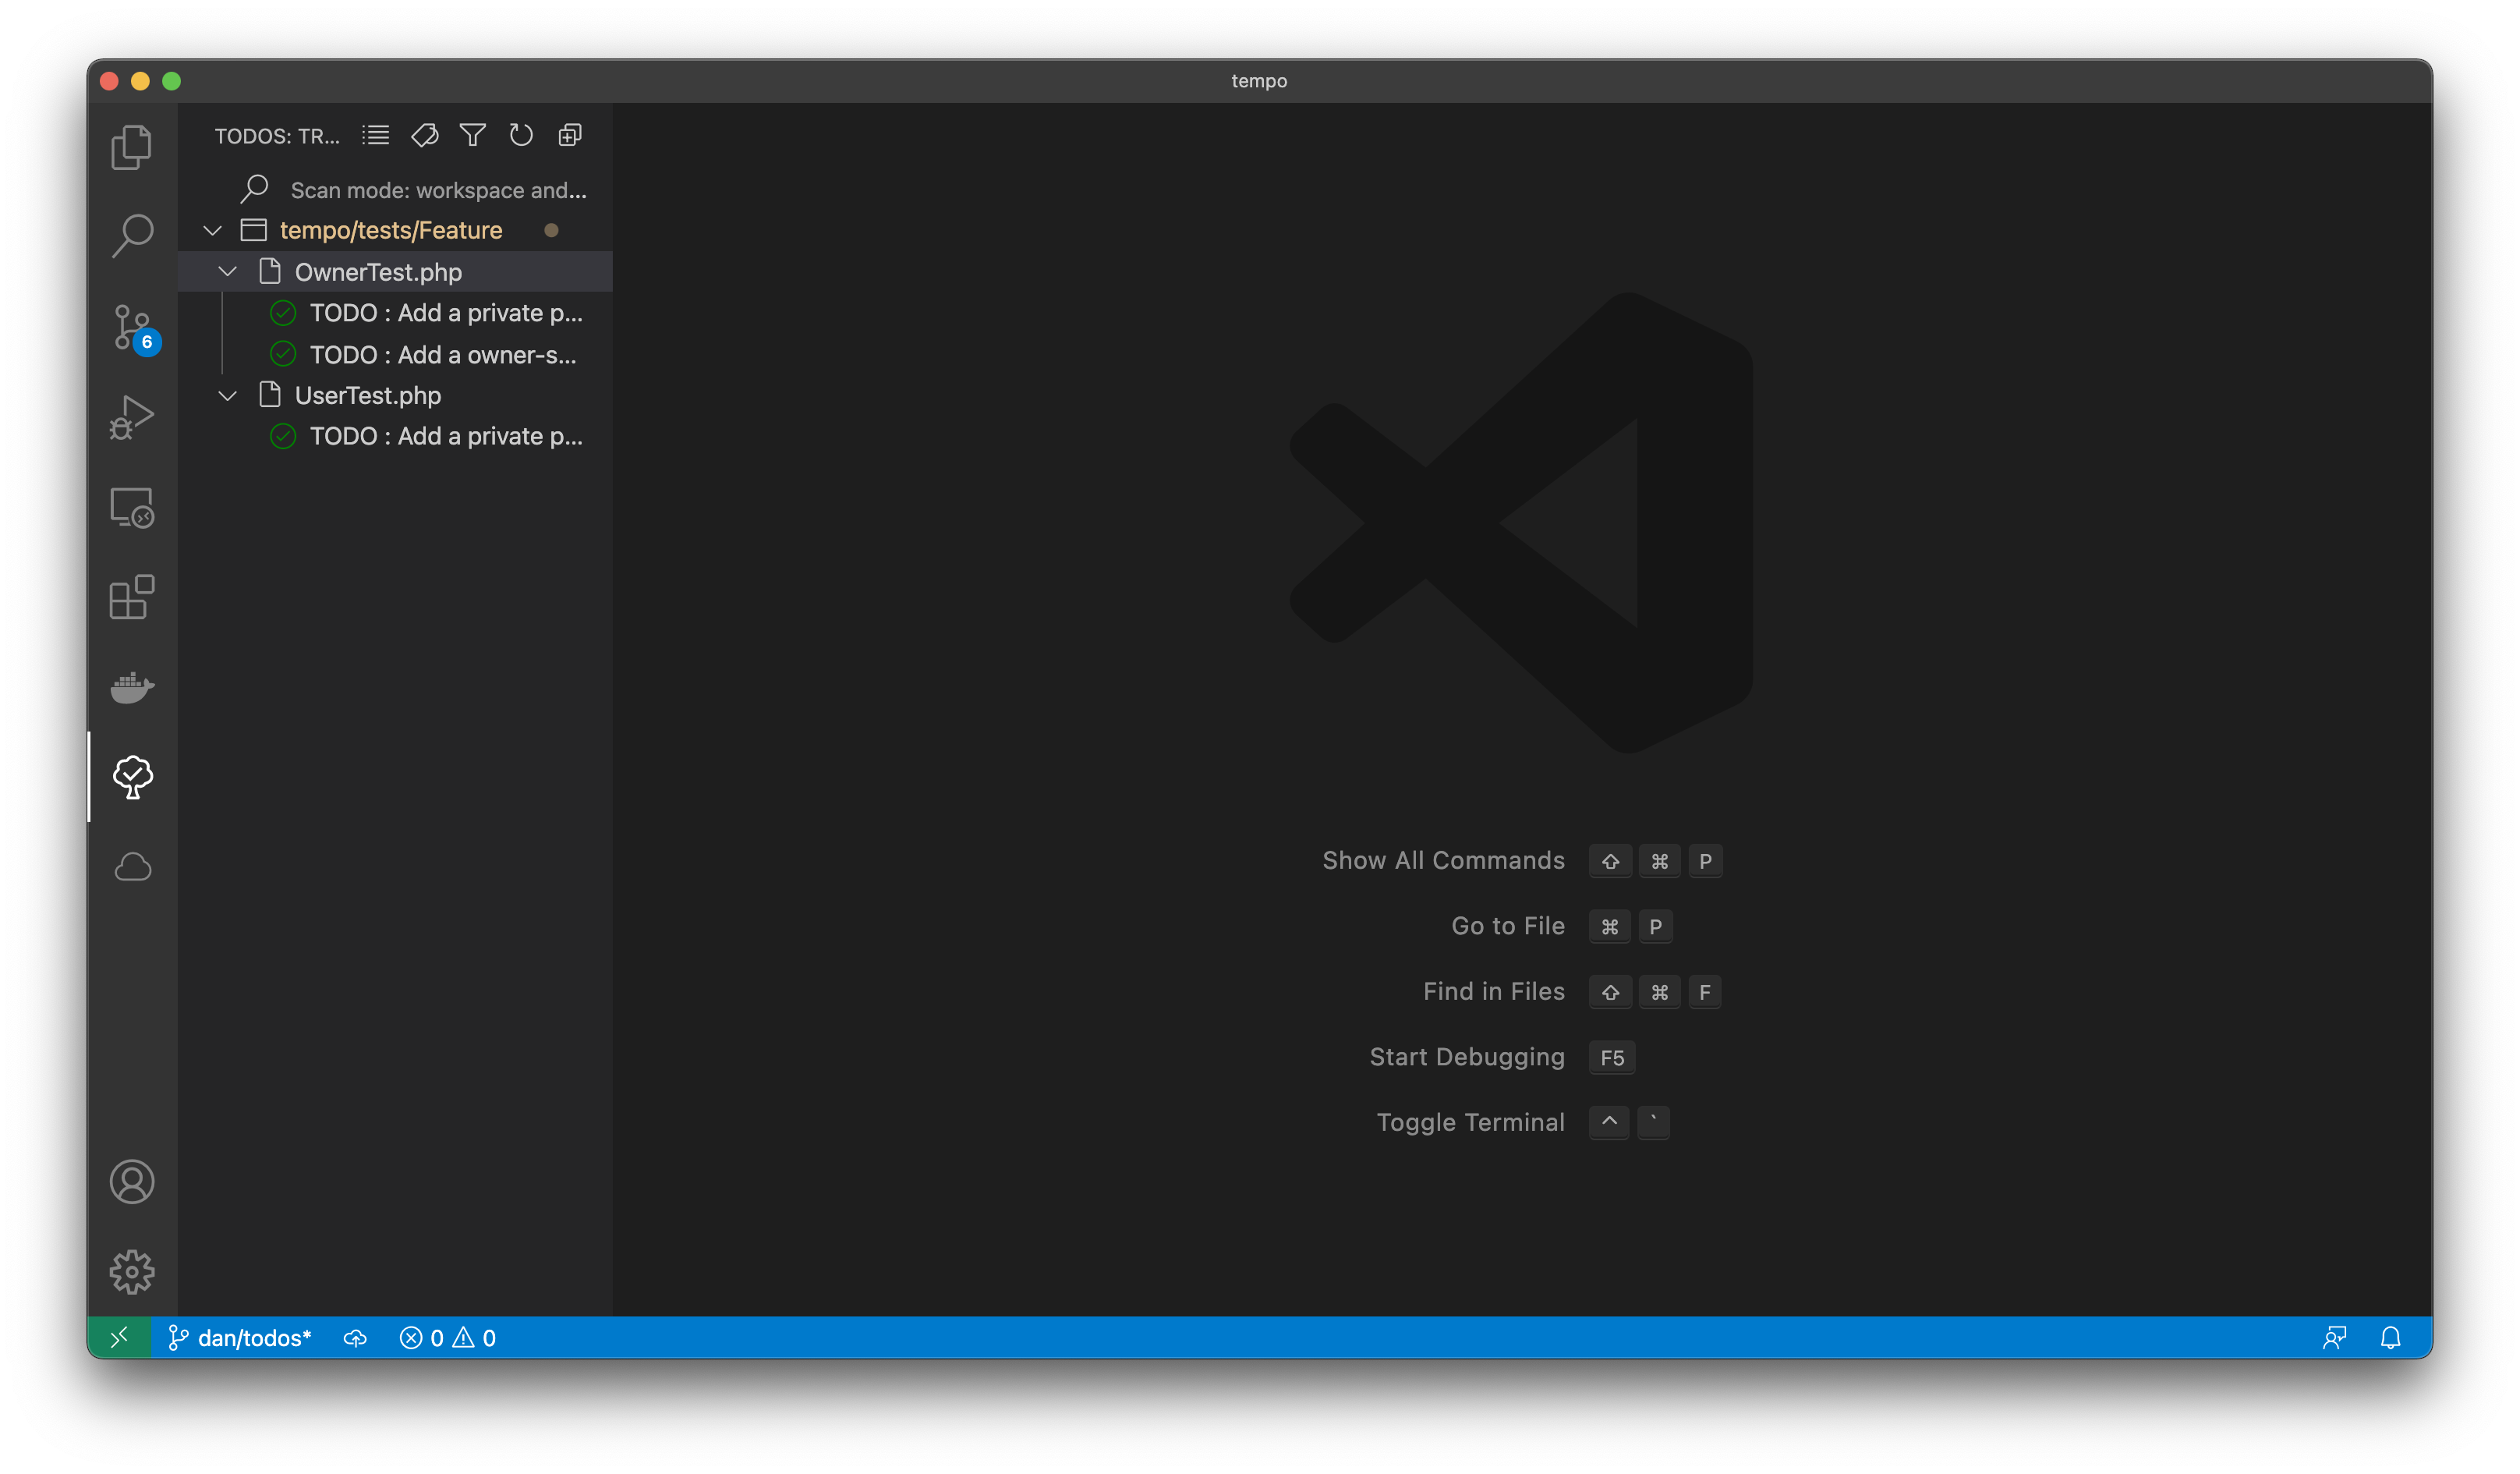 tempo
TODOS: TR...
Scan mode: workspace and...
tempo/tests/Feature
OwnerTest.php
TODO : Add a private p...
TODO : Add a owner-s...
UserTest.php
TODO : Add a private p...
6
Show All Commands ⇧ ⌘ P
Go to File ⌘ P
Find in Files ⇧ ⌘ F
Start Debugging F5
Toggle Terminal ^ `
dan/todos* 0 0